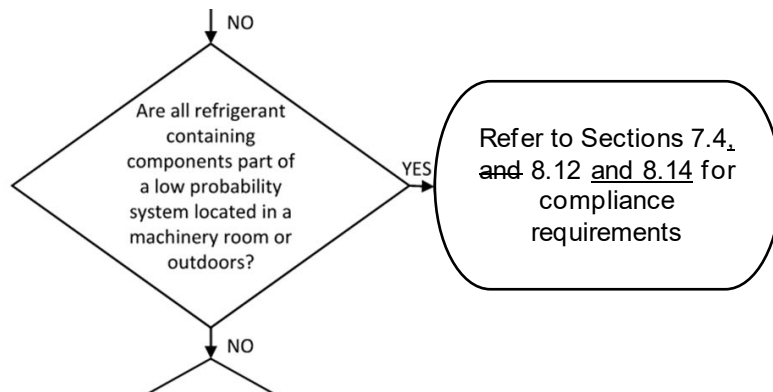 NO
Are all refrigerant
containing
components part of
a low probability
system located in a
machinery room or
outdoors?
YES
Refer to Sections 7.4,
and 8.12 and 8.14 for
compliance
requirements
NO